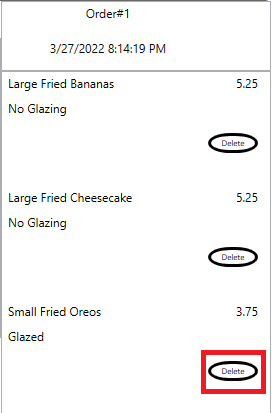 Order#1
3/27/2022 8:14:19 PM
Large Fried Bananas 5.25
No Glazing
Delete
Large Fried Cheesecake 5.25
No Glazing
Delete
Small Fried Oreos 3.75
Glazed
Delete